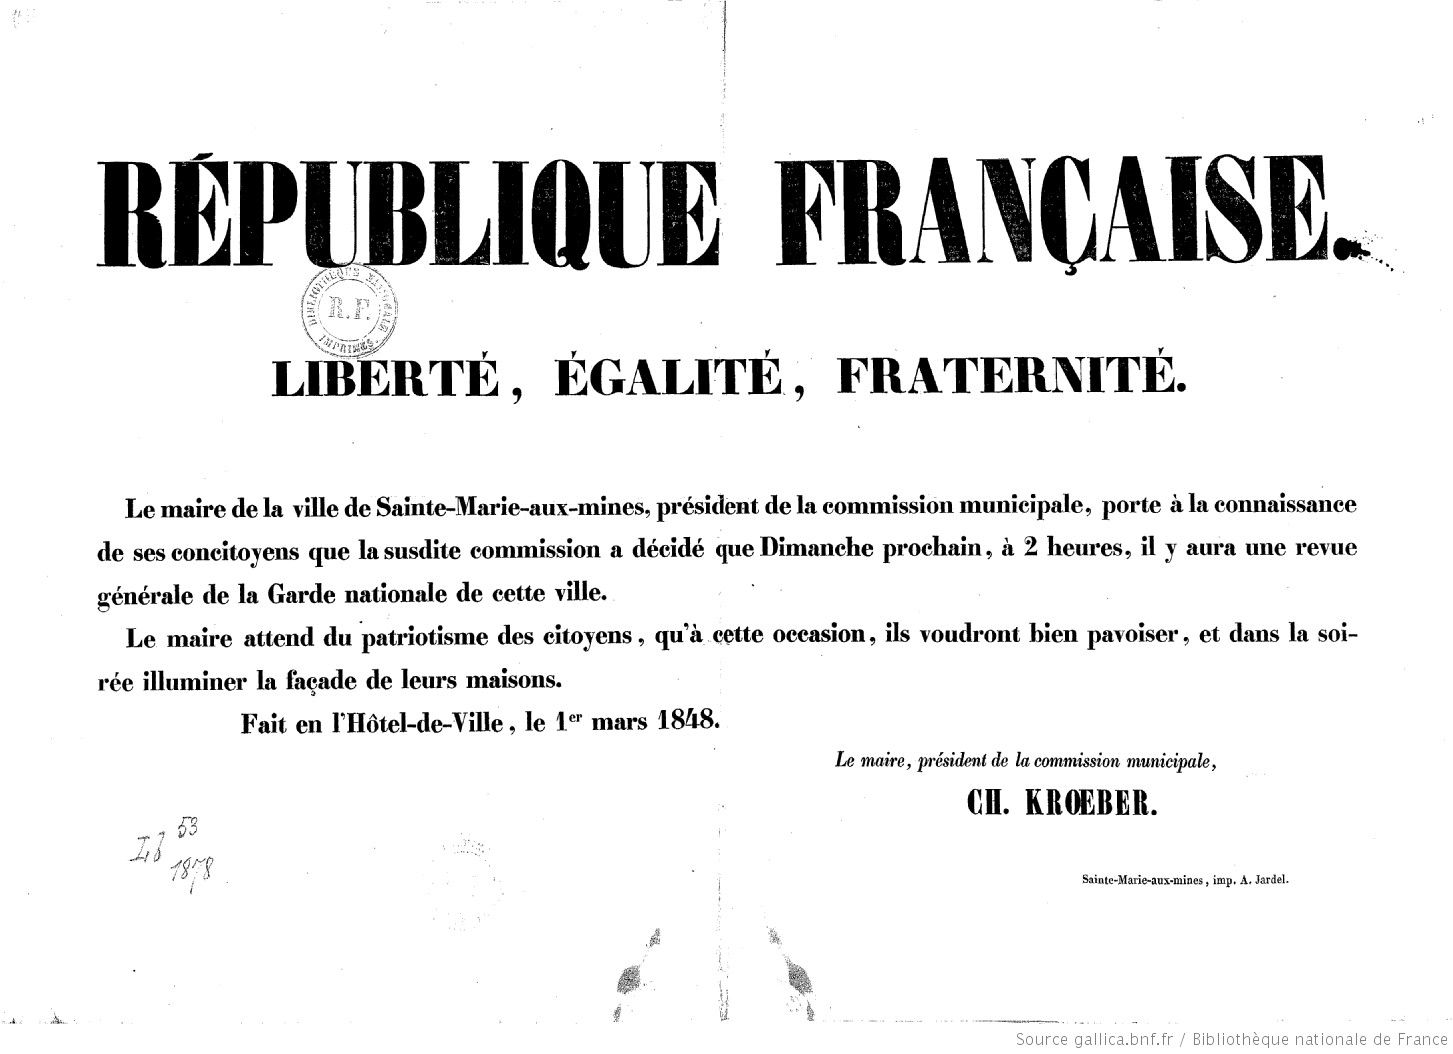 RÉPUBLIQUE FRANÇAISE.
BIBLIOTHÈQUE NATIONALE
R.F.
IMPRIMÉS.
LIBERTÉ, ÉGALITÉ, FRATERNITÉ.
Le maire de la ville de Sainte-Marie-aux-mines, président de la commission municipale, porte à la connaissance
de ses concitoyens que la susdite commission a décidé que Dimanche prochain, à 2 heures, il y aura une revue
générale de la Garde nationale de cette ville.
Le maire attend du patriotisme des citoyens, qu'à cette occasion, ils voudront bien pavoiser, et dans la soi-
rée illuminer la façade de leurs maisons.
Fait en l'Hôtel-de-Ville, le 1er mars 1848.
Le maire, président de la commission municipale,
CH. KRŒBER.
Lb 53
1878
Sainte-Marie-aux-mines, imp. A. Jardel.
Source gallica.bnf.fr / Bibliothèque nationale de France